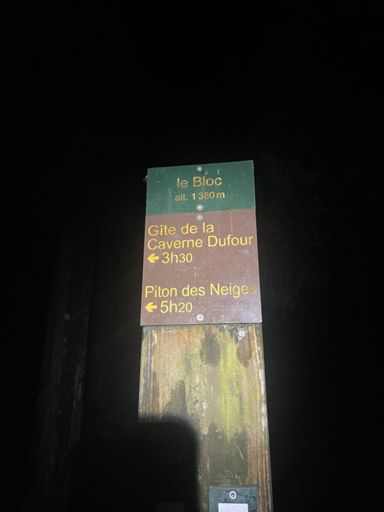 le Bloc
alt. 1 380 m
Gîte de la
Caverne Dufour
3h30
Piton des Neiges
5h20